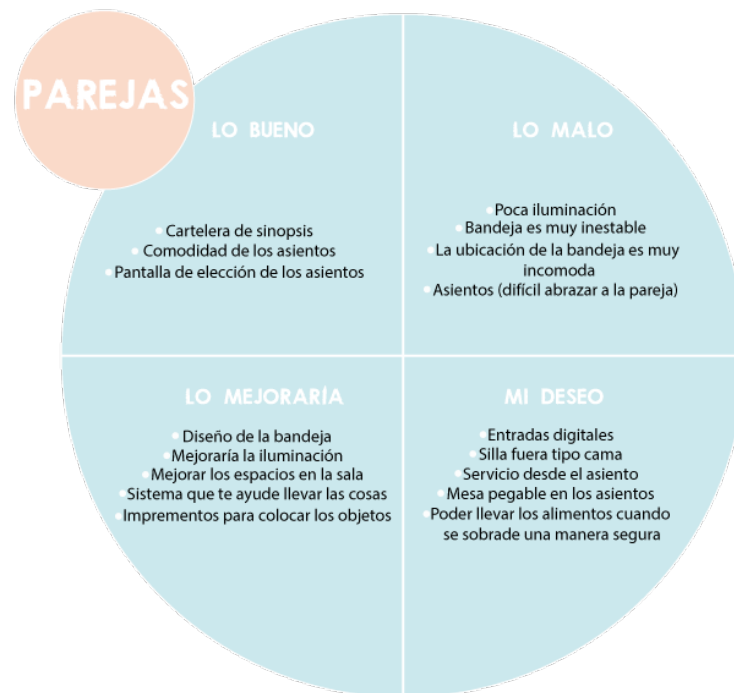 PAREJAS
LO BUENO
• Cartelera de sinopsis
• Comodidad de los asientos
• Pantalla de elección de los asientos
LO MALO
• Poca iluminación
• Bandeja es muy inestable
• La ubicación de la bandeja es muy
incomoda
• Asientos (difícil abrazar a la pareja)
LO MEJORARÍA
• Diseño de la bandeja
• Mejoraría la iluminación
• Mejorar los espacios en la sala
• Sistema que te ayude llevar las cosas
• Imprementos para colocar los objetos
MI DESEO
• Entradas digitales
• Silla fuera tipo cama
• Servicio desde el asiento
• Mesa pegable en los asientos
• Poder llevar los alimentos cuando
se sobrade una manera segura